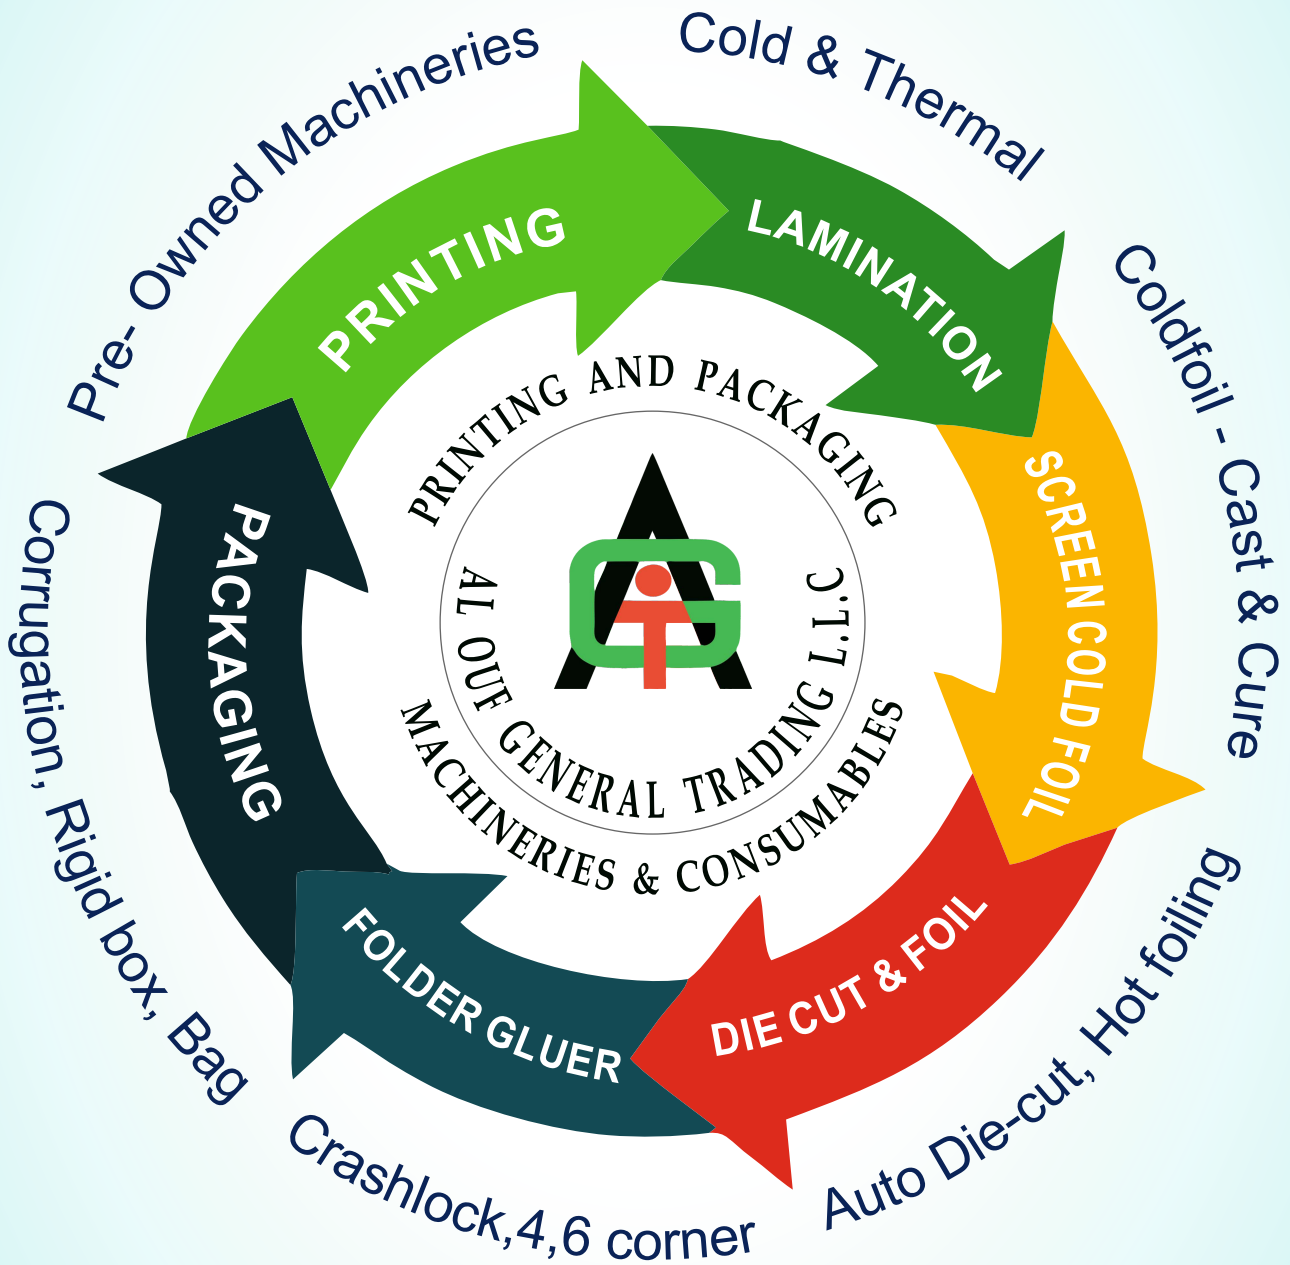 Pre- Owned Machineries
Cold & Thermal
Coldfoil - Cast & Cure
Auto Die-cut, Hot foiling
Crashlock,4,6 corner
Corrugation, Rigid box, Bag
PRINTING
LAMINATION
SCREEN COLD FOIL
DIE CUT & FOIL
FOLDER GLUER
PACKAGING
PRINTING AND PACKAGING
AL OUF GENERAL TRADING L.L.C
MACHINERIES & CONSUMABLES